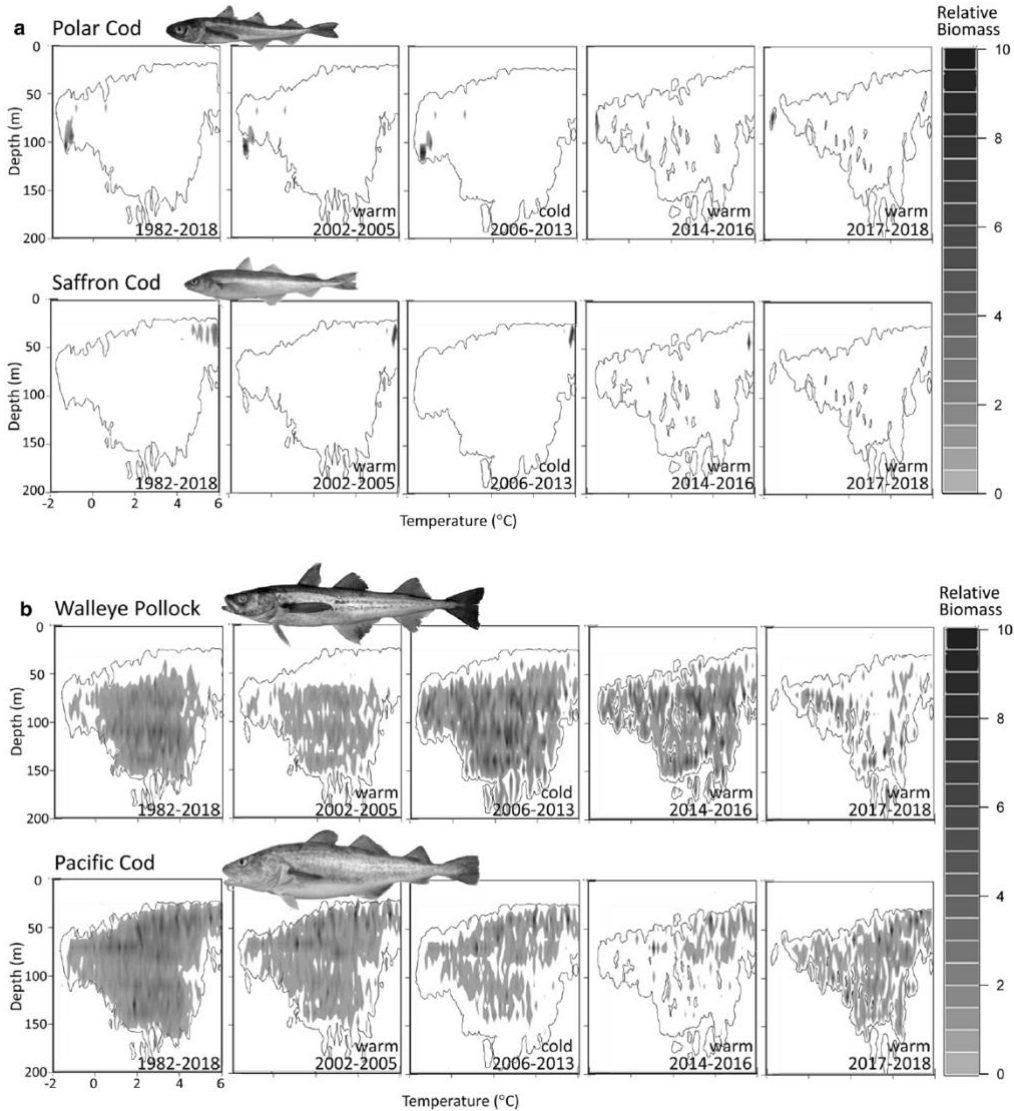 a
Polar Cod
Relative
Biomass
10
8
6
4
2
0
0
50
100
150
200
Depth (m)
1982-2018
warm
2002-2005
cold
2006-2013
warm
2014-2016
warm
2017-2018
Saffron Cod
0
50
100
150
200
Depth (m)
1982-2018
warm
2002-2005
cold
2006-2013
warm
2014-2016
warm
2017-2018
-2
0
2
4
6
Temperature (°C)
b
Walleye Pollock
Relative
Biomass
10
8
6
4
2
0
0
50
100
150
200
Depth (m)
1982-2018
warm
2002-2005
cold
2006-2013
warm
2014-2016
warm
2017-2018
Pacific Cod
0
50
100
150
200
Depth (m)
1982-2018
warm
2002-2005
cold
2006-2013
warm
2014-2016
warm
2017-2018
-2
0
2
4
6
Temperature (°C)